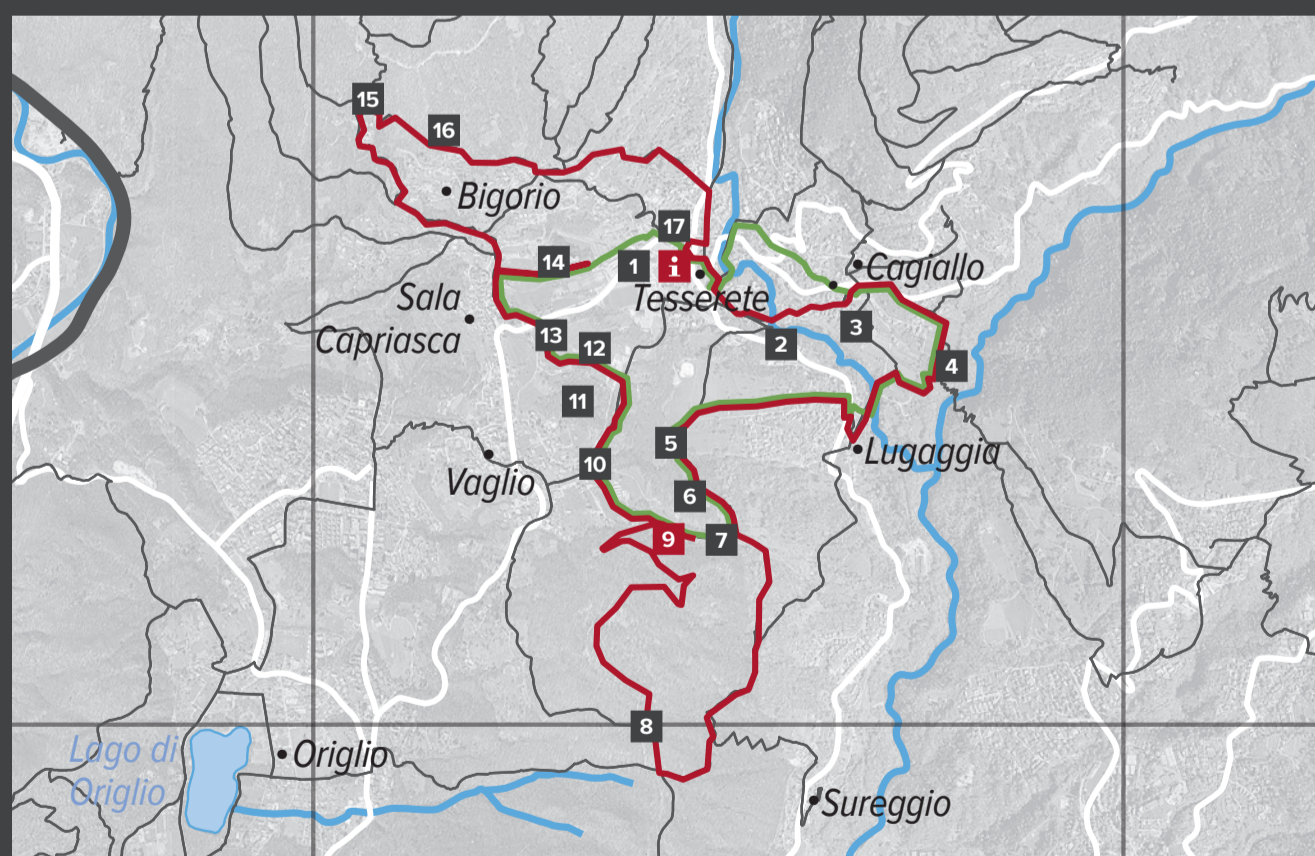 15
16
Bigorio
17
14
1
i
Cagiallo
Tesserete
Sala
Capriasca
3
13
12
2
4
11
5
Lugaggia
10
Vaglio
6
9
7
8
Lago di
Origlio
Origlio
Sureggio